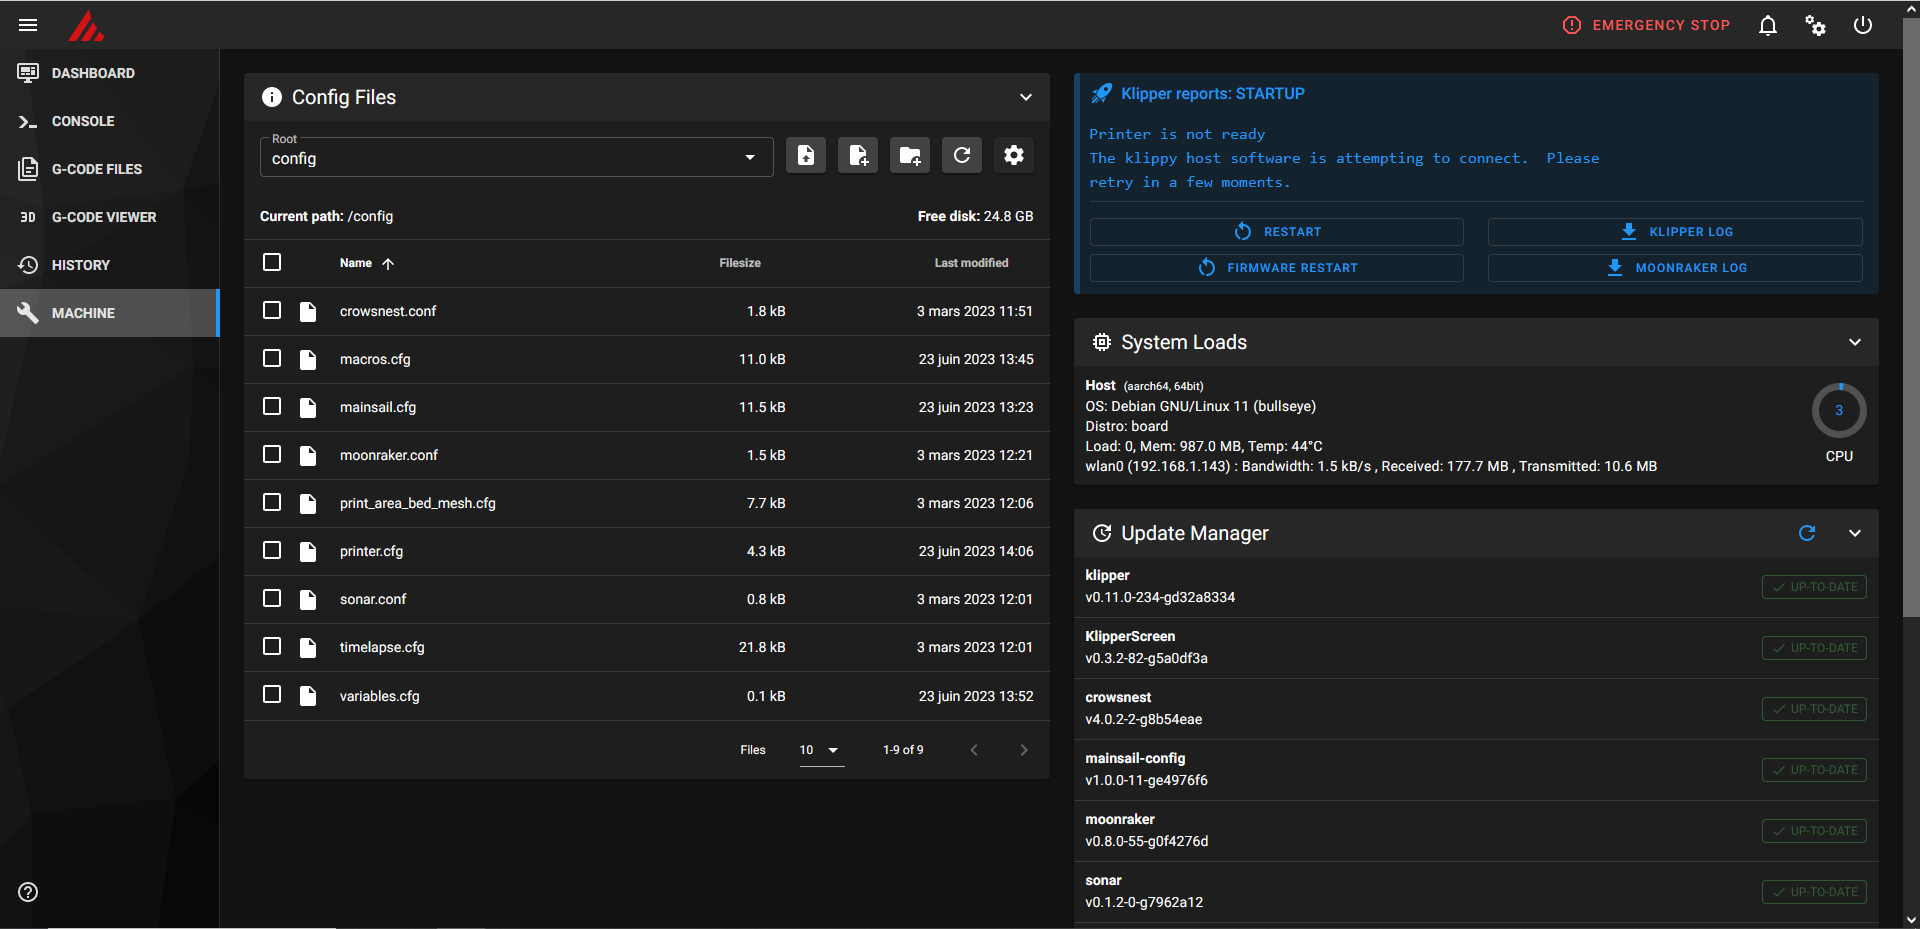 EMERGENCY STOP
DASHBOARD
CONSOLE
G-CODE FILES
3D G-CODE VIEWER
HISTORY
MACHINE
Config Files
Root
config
Current path: /config
Free disk: 24.8 GB
Name Filesize Last modified
crowsnest.conf 1.8 kB 3 mars 2023 11:51
macros.cfg 11.0 kB 23 juin 2023 13:45
mainsail.cfg 11.5 kB 23 juin 2023 13:23
moonraker.conf 1.5 kB 3 mars 2023 12:21
print_area_bed_mesh.cfg 7.7 kB 3 mars 2023 12:06
printer.cfg 4.3 kB 23 juin 2023 14:06
sonar.conf 0.8 kB 3 mars 2023 12:01
timelapse.cfg 21.8 kB 3 mars 2023 12:01
variables.cfg 0.1 kB 23 juin 2023 13:52
Files 10 1-9 of 9
Klipper reports: STARTUP
Printer is not ready
The klippy host software is attempting to connect.  Please
retry in a few moments.
RESTART KLIPPER LOG
FIRMWARE RESTART MOONRAKER LOG
System Loads
Host (aarch64, 64bit)
OS: Debian GNU/Linux 11 (bullseye)
Distro: board
Load: 0, Mem: 987.0 MB, Temp: 44°C
wlan0 (192.168.1.143) : Bandwidth: 1.5 kB/s , Received: 177.7 MB , Transmitted: 10.6 MB
3
CPU
Update Manager
klipper
v0.11.0-234-gd32a8334
UP-TO-DATE
KlipperScreen
v0.3.2-82-g5a0df3a
UP-TO-DATE
crowsnest
v4.0.2-2-g8b54eae
UP-TO-DATE
mainsail-config
v1.0.0-11-ge4976f6
UP-TO-DATE
moonraker
v0.8.0-55-g0f4276d
UP-TO-DATE
sonar
v0.1.2-0-g7962a12
UP-TO-DATE